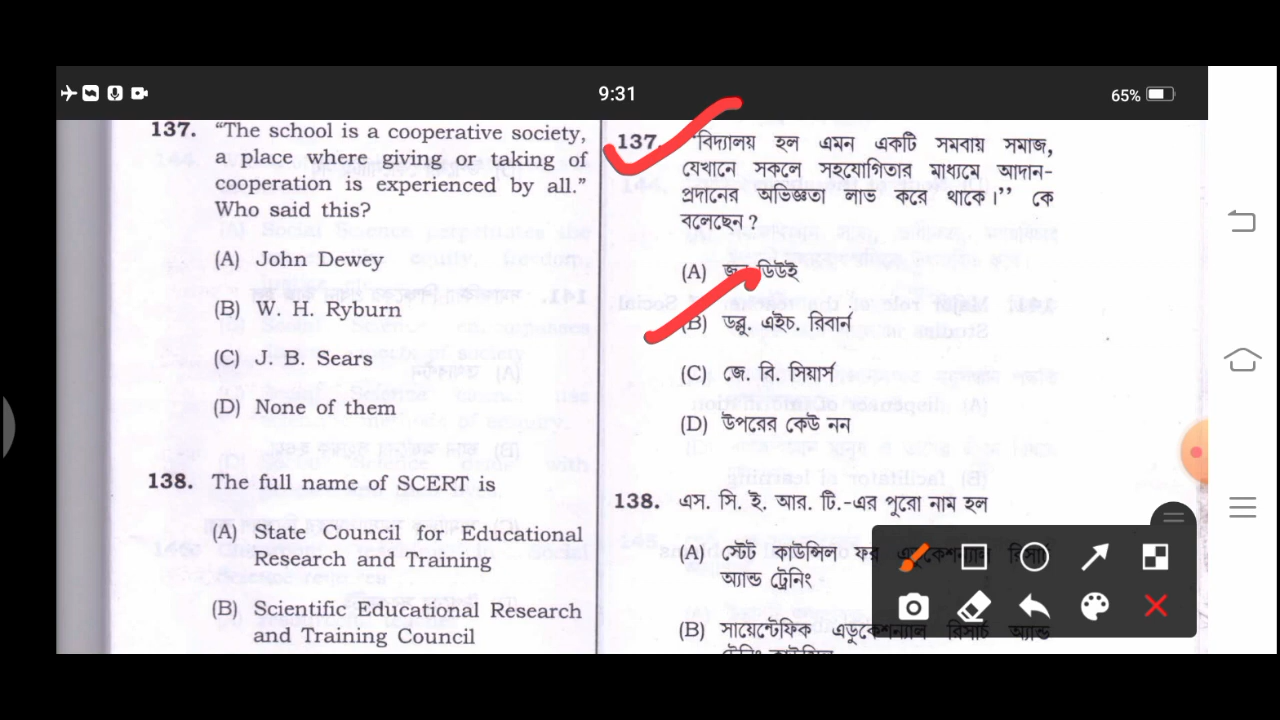 9:31
65%
137. "The school is a cooperative society,
a place where giving or taking of
cooperation is experienced by all."
Who said this?
(A) John Dewey
(B) W. H. Ryburn
(C) J. B. Sears
(D) None of them
138. The full name of SCERT is
(A) State Council for Educational
Research and Training
(B) Scientific Educational Research
and Training Council
137. "বিদ্যালয় হল এমন একটি সমবায় সমাজ,
যেখানে সকলে সহযোগিতার মাধ্যমে আদান-
প্রদানের অভিজ্ঞতা লাভ করে থাকে।'' কে
বলেছেন ?
(A) জন ডিউই
(B) ডব্লু. এইচ. রিবার্ন
(C) জে. বি. সিয়ার্স
(D) উপরের কেউ নন
138. এস. সি. ই. আর. টি.-এর পুরো নাম হল
(A) স্টেট কাউন্সিল ফর এডুকেশন্যাল রিসার্চ
অ্যান্ড ট্রেনিং
(B) সায়েন্টেফিক এডুকেশন্যাল রিসার্চ অ্যান্ড